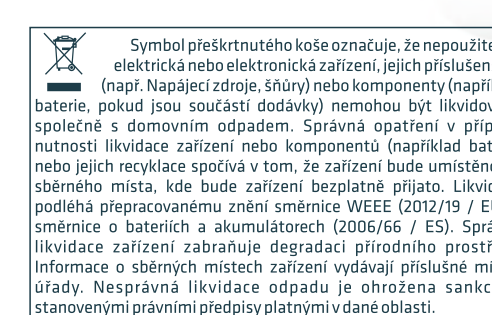 Symbol přeškrtnutého koše označuje, že nepoužite
elektrická nebo elektronická zařízení, jejich příslušen
(např. Napájecí zdroje, šňůry) nebo komponenty (napří
baterie, pokud jsou součástí dodávky) nemohou být likvido
společně s domovním odpadem. Správná opatření v příp
nutnosti likvidace zařízení nebo komponentů (například bat
nebo jejich recyklace spočívá v tom, že zařízení bude umístěno
sběrného místa, kde bude zařízení bezplatně přijato. Likvid
podléhá přepracovanému znění směrnice WEEE (2012/19 / E
směrnice o bateriích a akumulátorech (2006/66 / ES). Sprá
likvidace zařízení zabraňuje degradaci přírodního prostř
Informace o sběrných místech zařízení vydávají příslušné mí
úřady. Nesprávná likvidace odpadu je ohrožena sankc
stanovenými právními předpisy platnými v dané oblasti.